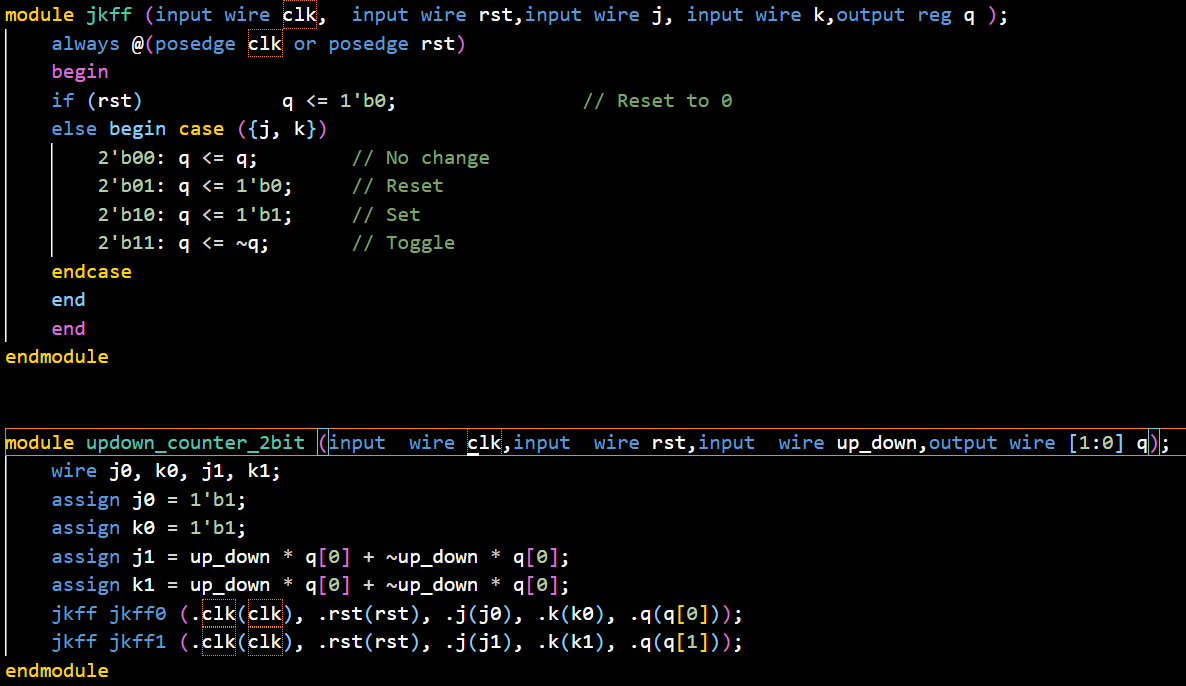 module jkff (input wire clk,  input wire rst,input wire j, input wire k,output reg q );
    always @(posedge clk or posedge rst)
    begin
    if (rst)            q <= 1'b0;                // Reset to 0
    else begin case ({j, k})
        2'b00: q <= q;        // No change
        2'b01: q <= 1'b0;     // Reset
        2'b10: q <= 1'b1;     // Set
        2'b11: q <= ~q;       // Toggle
    endcase
    end
    end
endmodule
module updown_counter_2bit (input  wire clk,input  wire rst,input  wire up_down,output wire [1:0] q);
    wire j0, k0, j1, k1;
    assign j0 = 1'b1;
    assign k0 = 1'b1;
    assign j1 = up_down * q[0] + ~up_down * q[0];
    assign k1 = up_down * q[0] + ~up_down * q[0];
    jkff jkff0 (.clk(clk), .rst(rst), .j(j0), .k(k0), .q(q[0]));
    jkff jkff1 (.clk(clk), .rst(rst), .j(j1), .k(k1), .q(q[1]));
endmodule